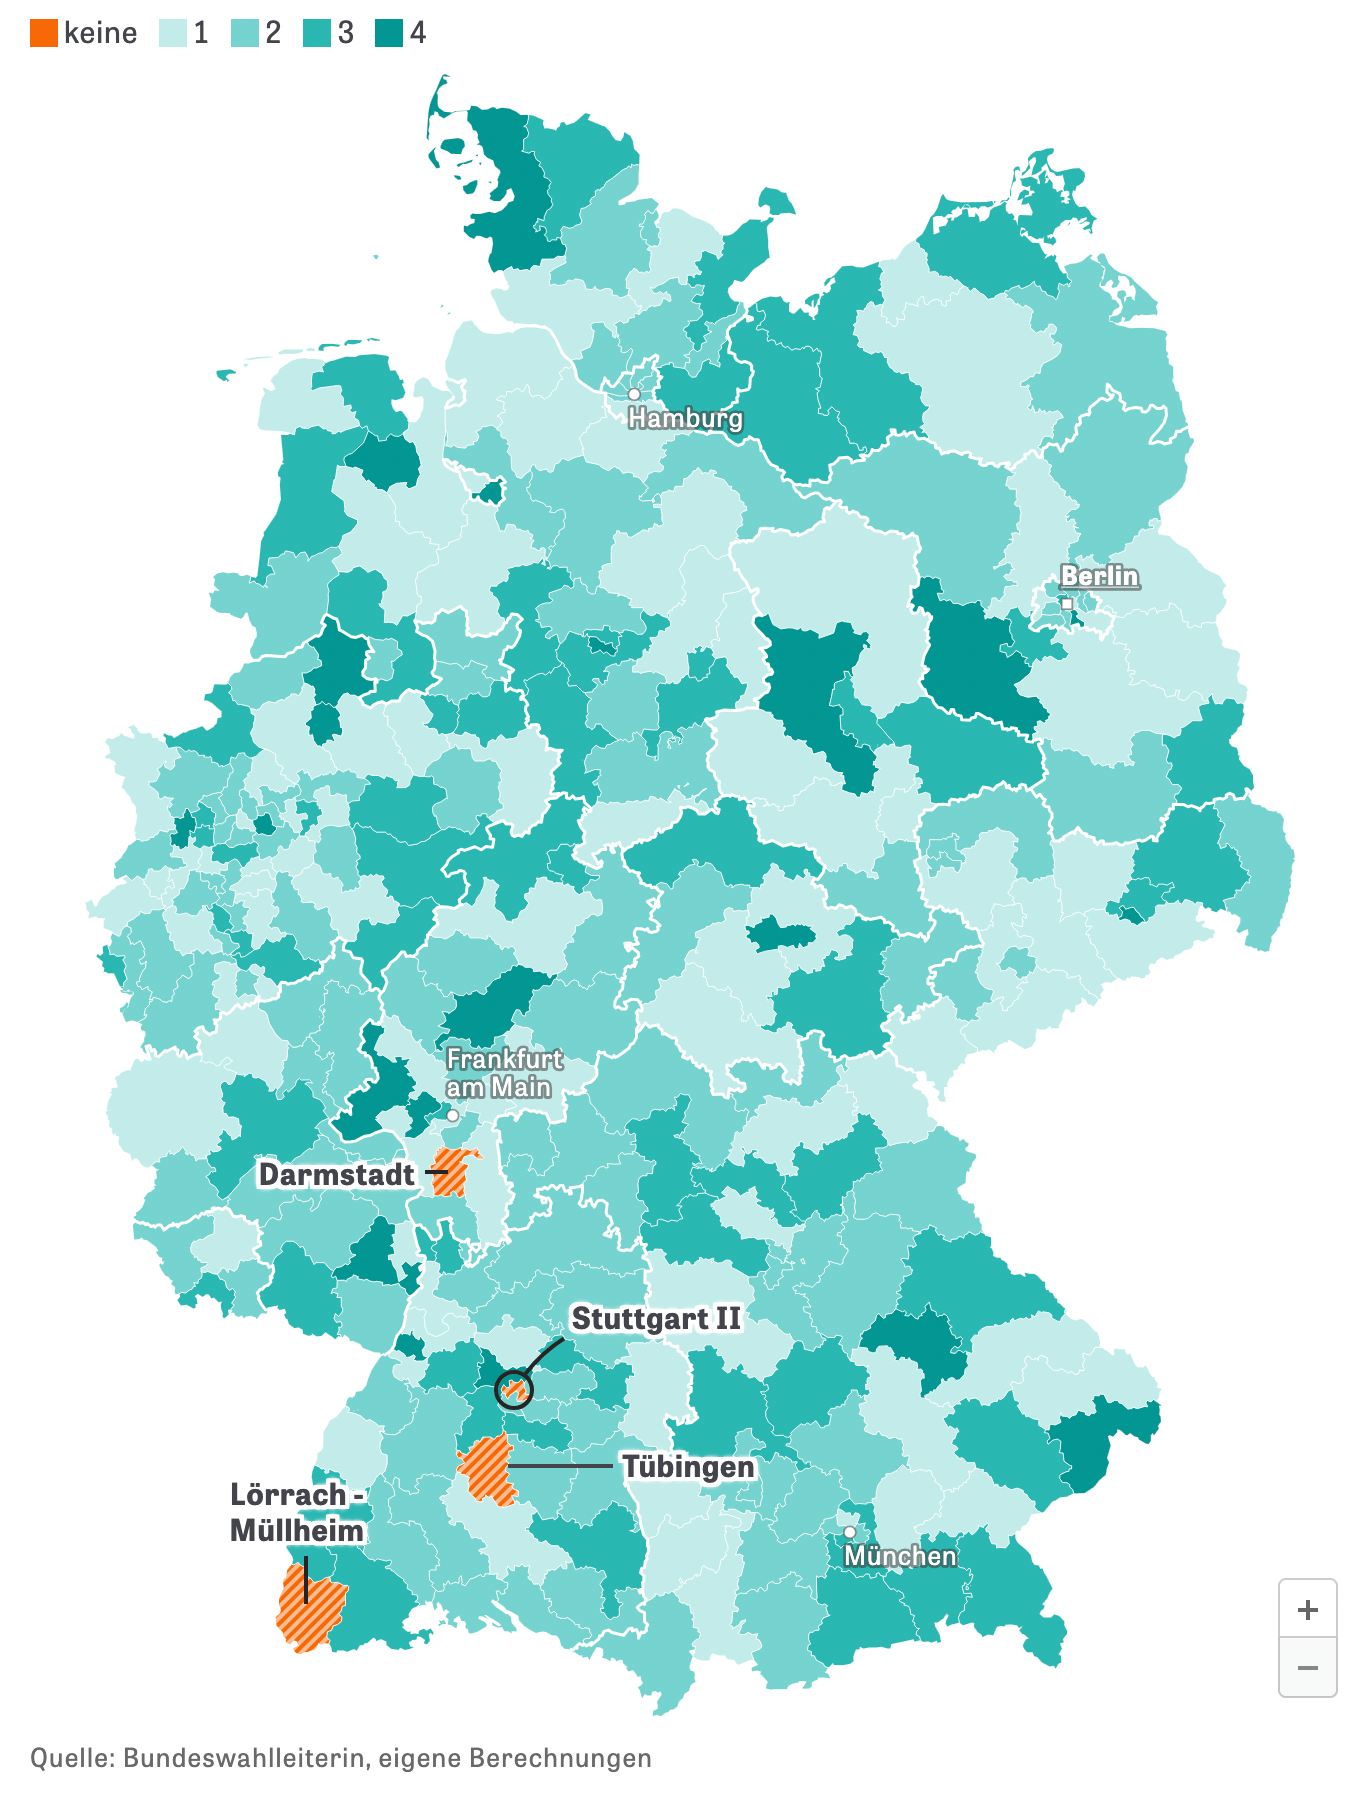 keine 1 2 3 4
Hamburg
Berlin
Frankfurt
am Main
Darmstadt
Stuttgart II
Tübingen
Lörrach -
Müllheim
München
+
−
Quelle: Bundeswahlleiterin, eigene Berechnungen